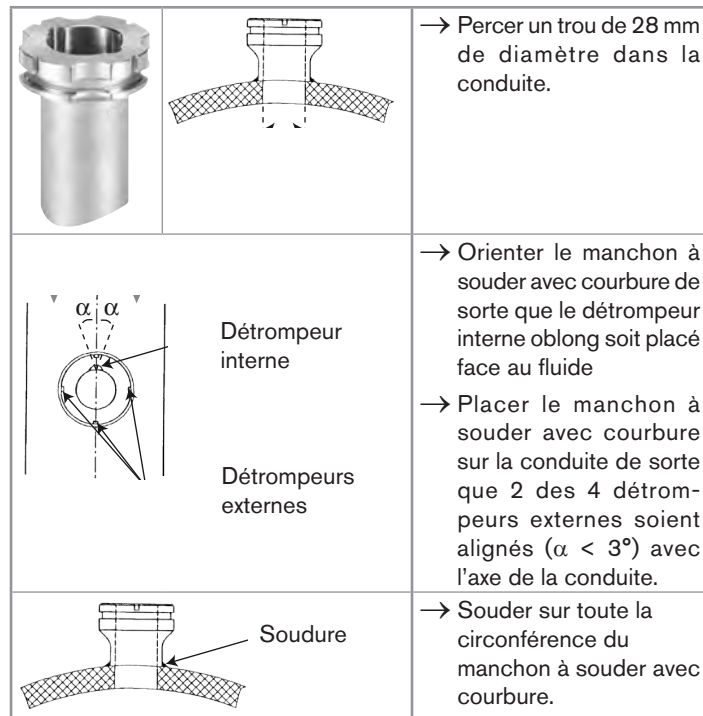 → Percer un trou de 28 mm
de diamètre dans la
conduite.
α α
Détrompeur
interne
Détrompeurs
externes
→ Orienter le manchon à
souder avec courbure de
sorte que le détrompeur
interne oblong soit placé
face au fluide
→ Placer le manchon à
souder avec courbure
sur la conduite de sorte
que 2 des 4 détrom-
peurs externes soient
alignés (α < 3°) avec
l'axe de la conduite.
Soudure
→ Souder sur toute la
circonférence du
manchon à souder avec
courbure.